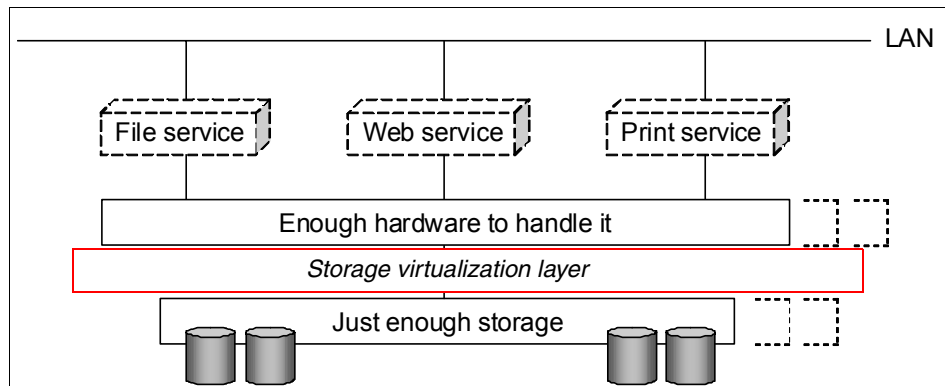 LAN
File service
Web service
Print service
Enough hardware to handle it
Storage virtualization layer
Just enough storage